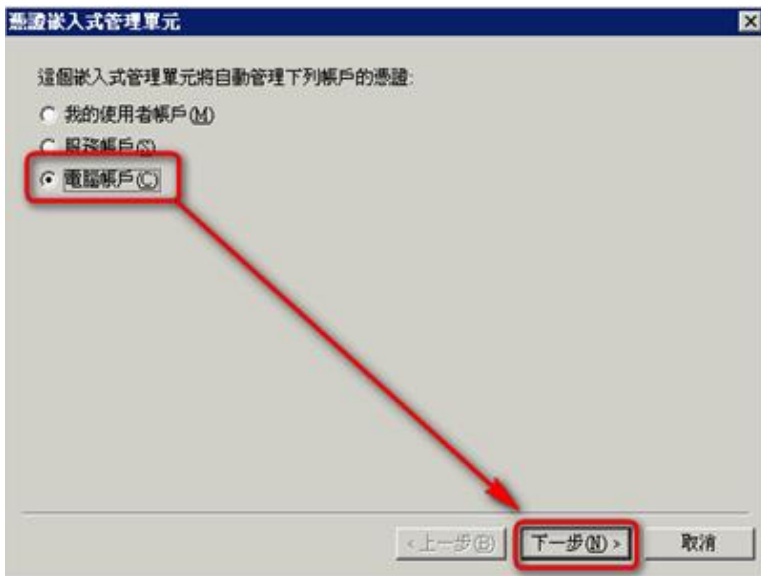 憑證嵌入式管理單元
這個嵌入式管理單元將自動管理下列帳戶的憑證:
我的使用者帳戶(M)
服務帳戶(S)
電腦帳戶(C)
<上一步(B) 下一步(N)> 取消